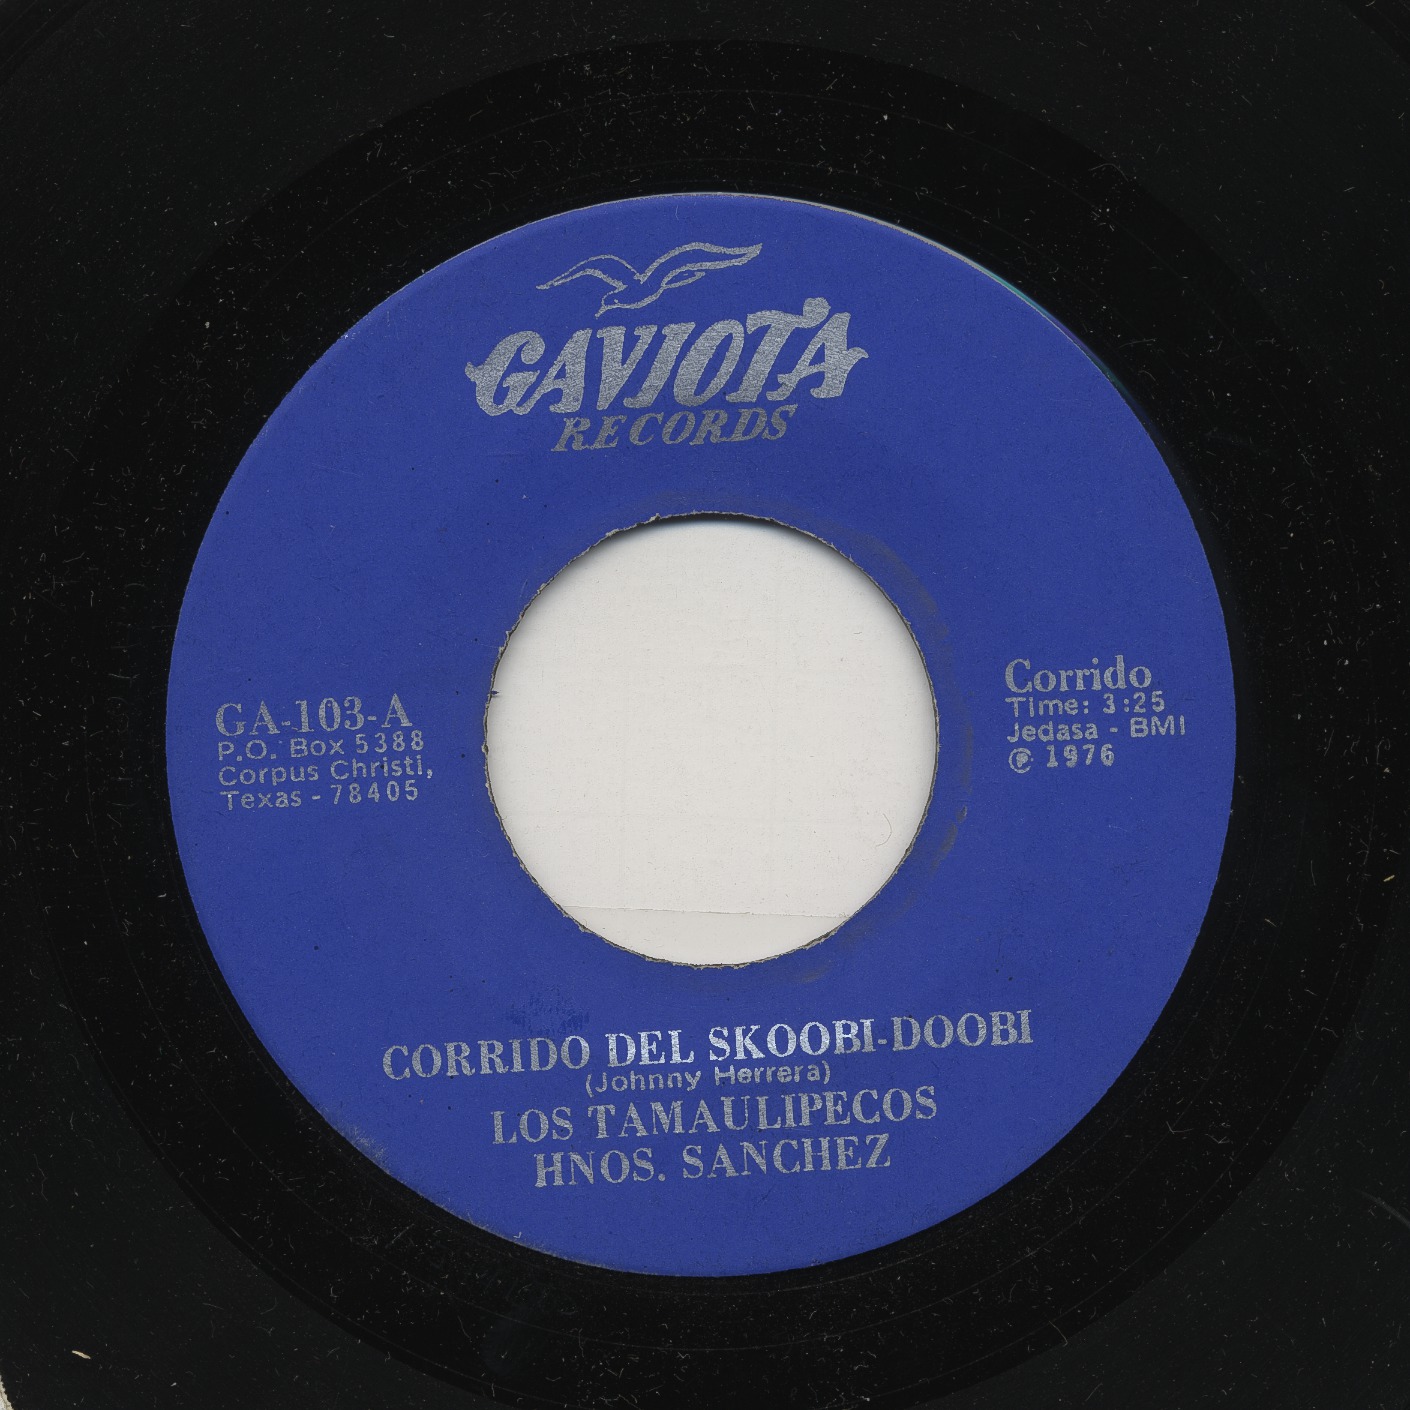 GAVIOTA
RECORDS
GA-103-A
P.O. Box 5388
Corpus Christi,
Texas - 78405
Corrido
Time: 3:25
Jedasa - BMI
℗ 1976
CORRIDO DEL SKOOBI-DOOBI
(Johnny Herrera)
LOS TAMAULIPECOS
HNOS. SANCHEZ